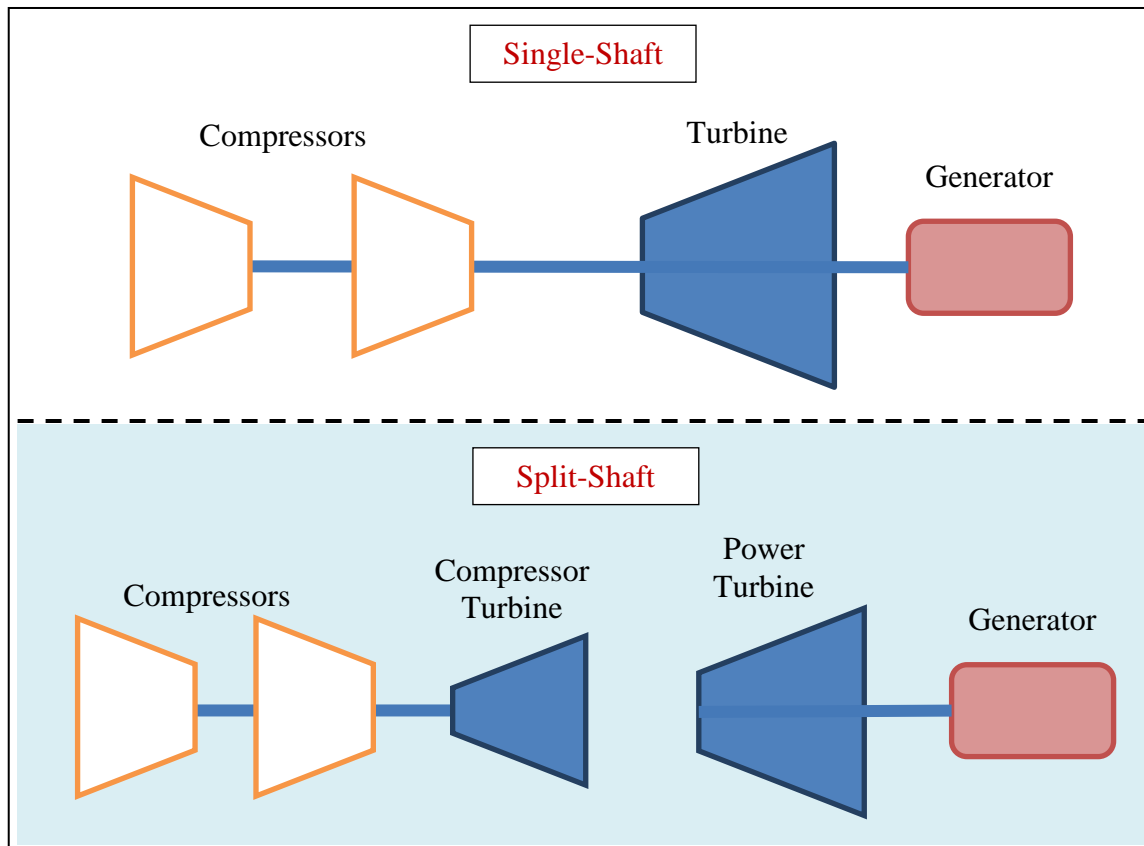 Single-Shaft
Compressors
Turbine
Generator
Split-Shaft
Compressors
Compressor
Turbine
Power
Turbine
Generator